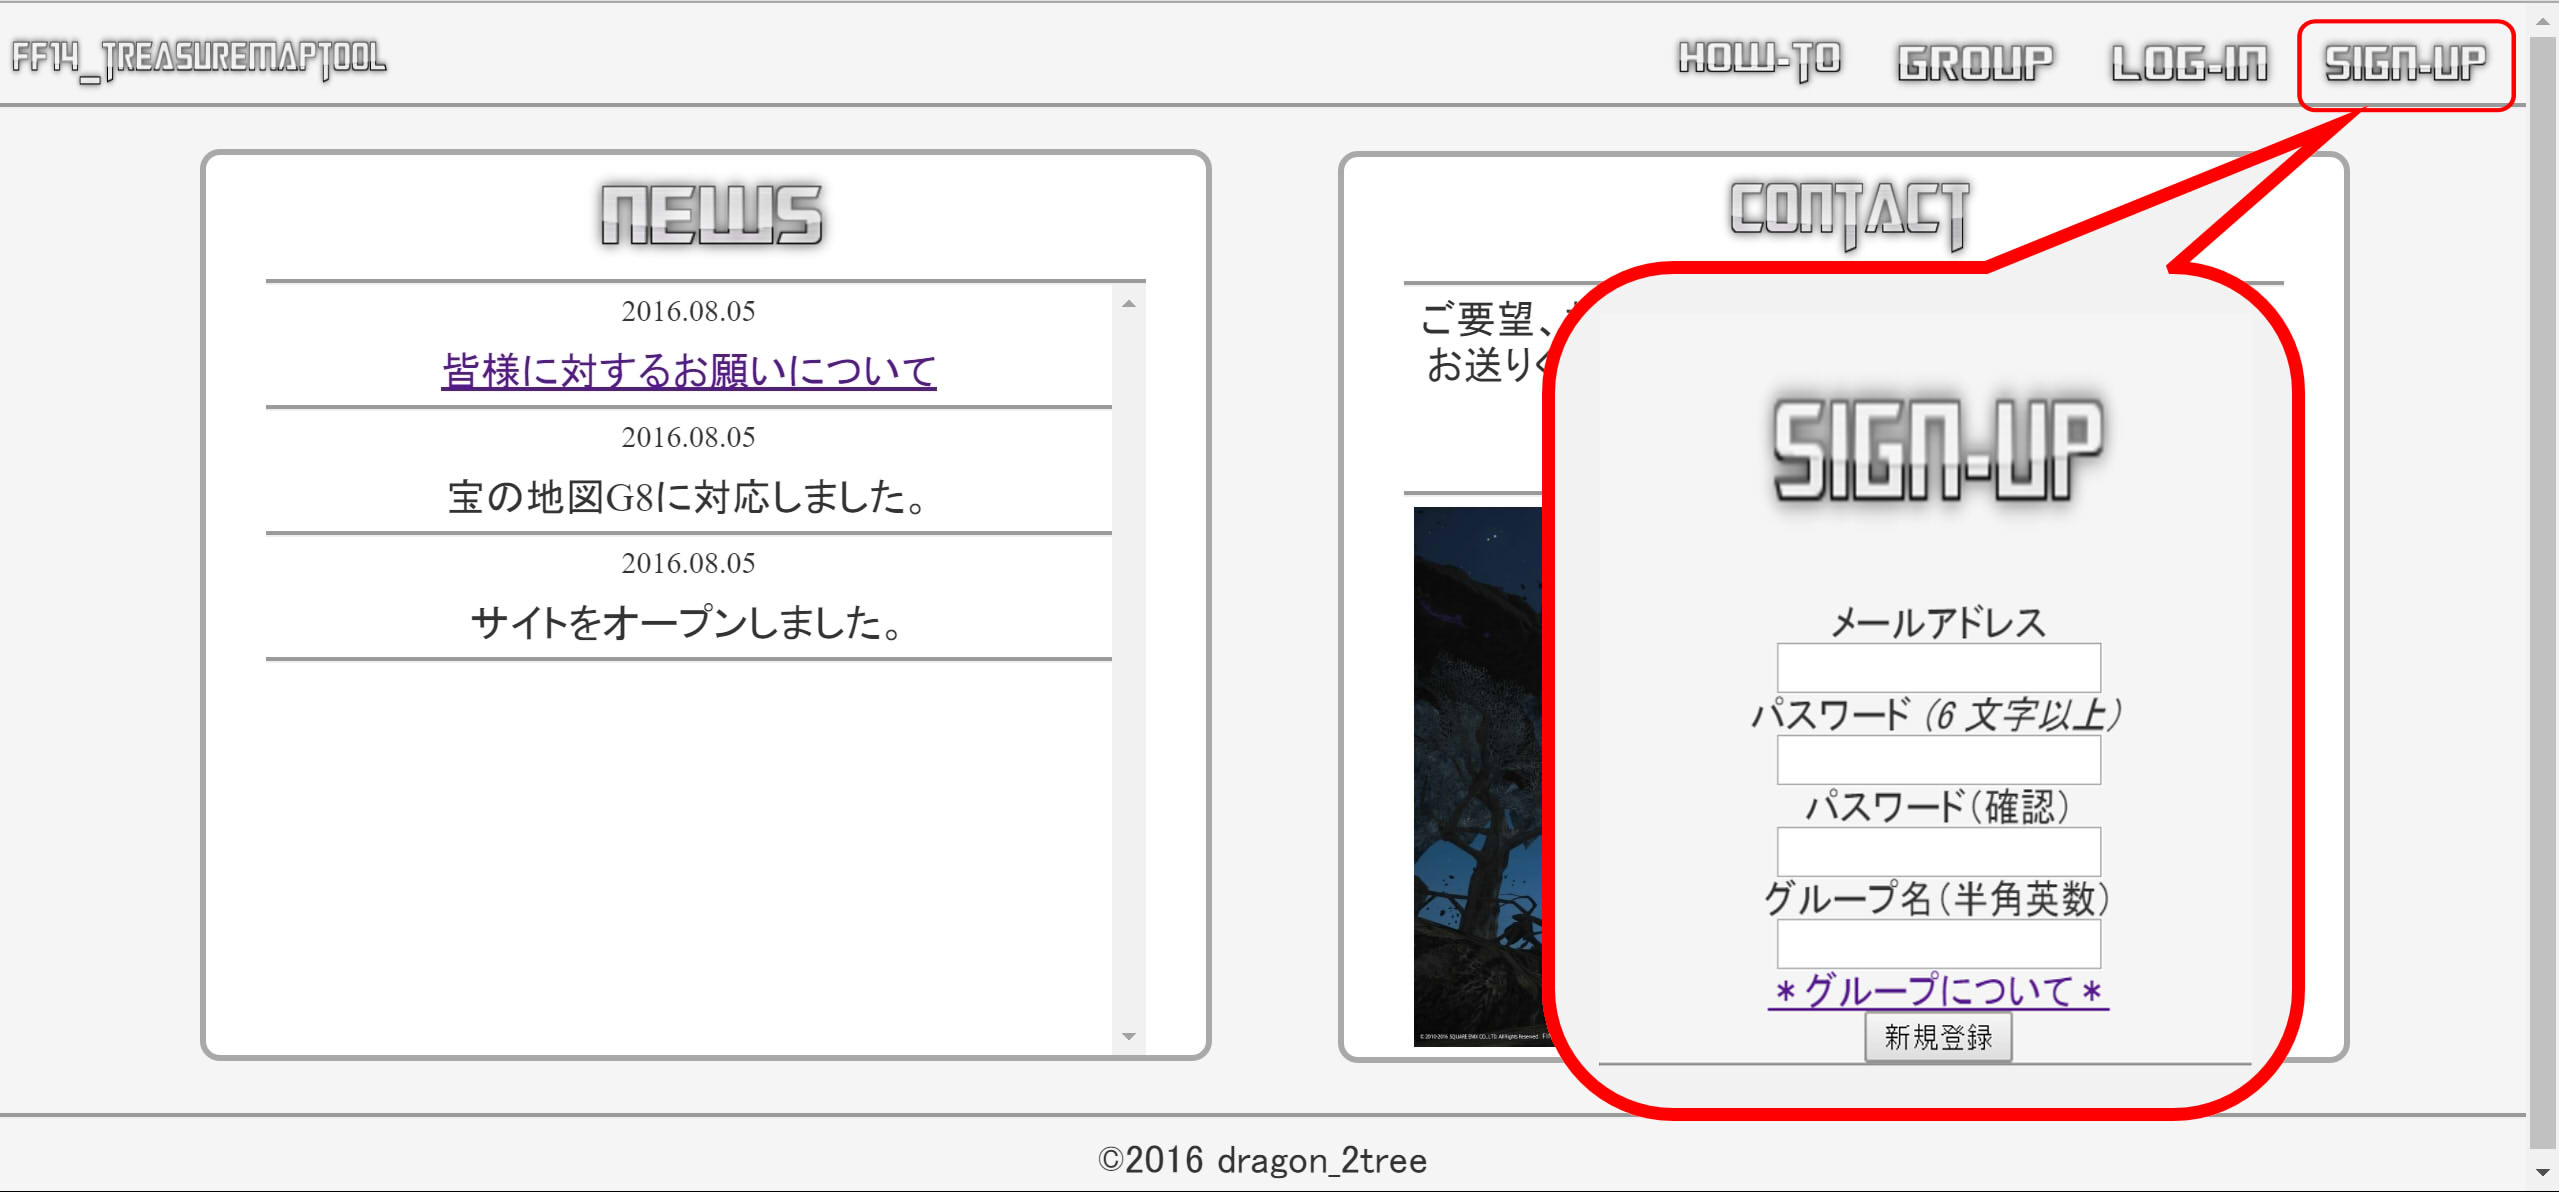 FF14_TREASUREMAPTOOL
HOW-TO
GROUP
LOG-IN
SIGN-UP
NEWS
2016.08.05
皆様に対するお願いについて
2016.08.05
宝の地図G8に対応しました。
2016.08.05
サイトをオープンしました。
CONTACT
ご要望、
お送り
SIGN-UP
メールアドレス
パスワード (6 文字以上)
パスワード(確認)
グループ名(半角英数)
*グループについて*
新規登録
©2016 dragon_2tree